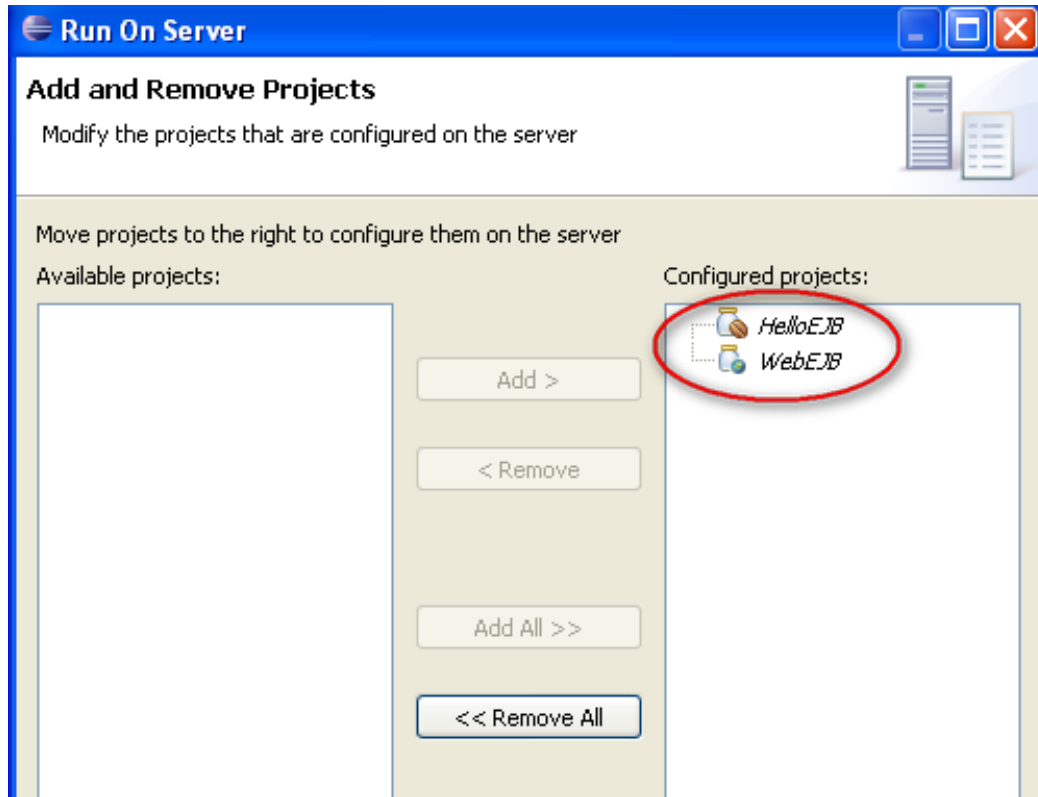 Run On Server
Add and Remove Projects
Modify the projects that are configured on the server
Move projects to the right to configure them on the server
Available projects:
Configured projects:
HelloEJB
WebEJB
Add >
< Remove
Add All >>
<< Remove All